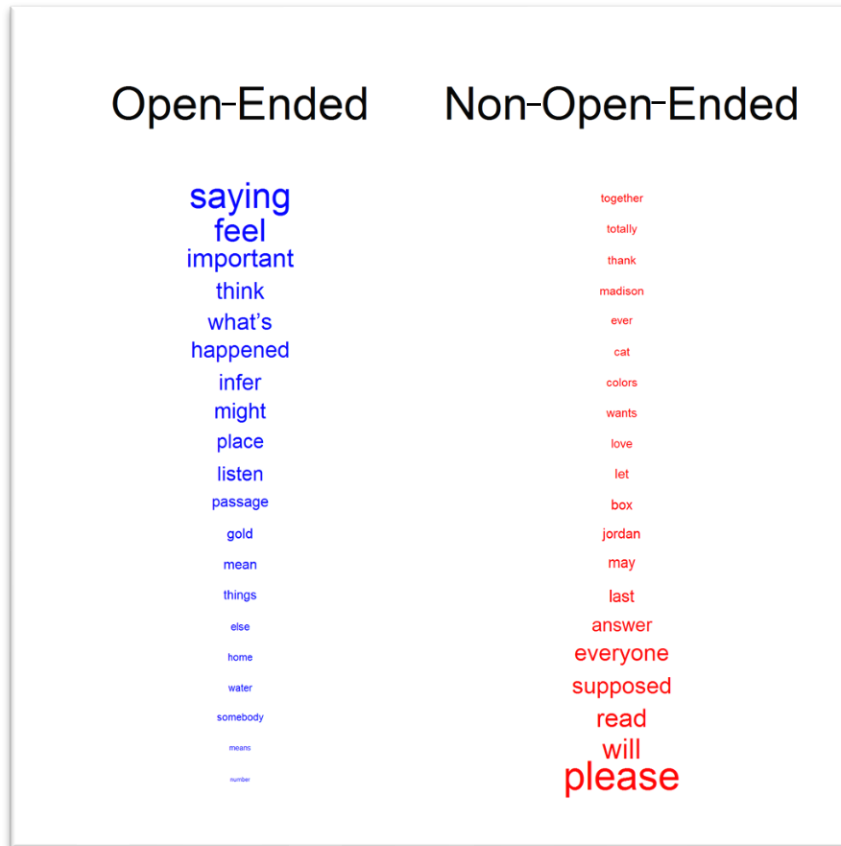 Open-Ended
saying
feel
important
think
what's
happened
infer
might
place
listen
passage
gold
mean
things
else
home
water
somebody
means
number
Non-Open-Ended
together
totally
thank
madison
ever
cat
colors
wants
love
let
box
jordan
may
last
answer
everyone
supposed
read
will
please